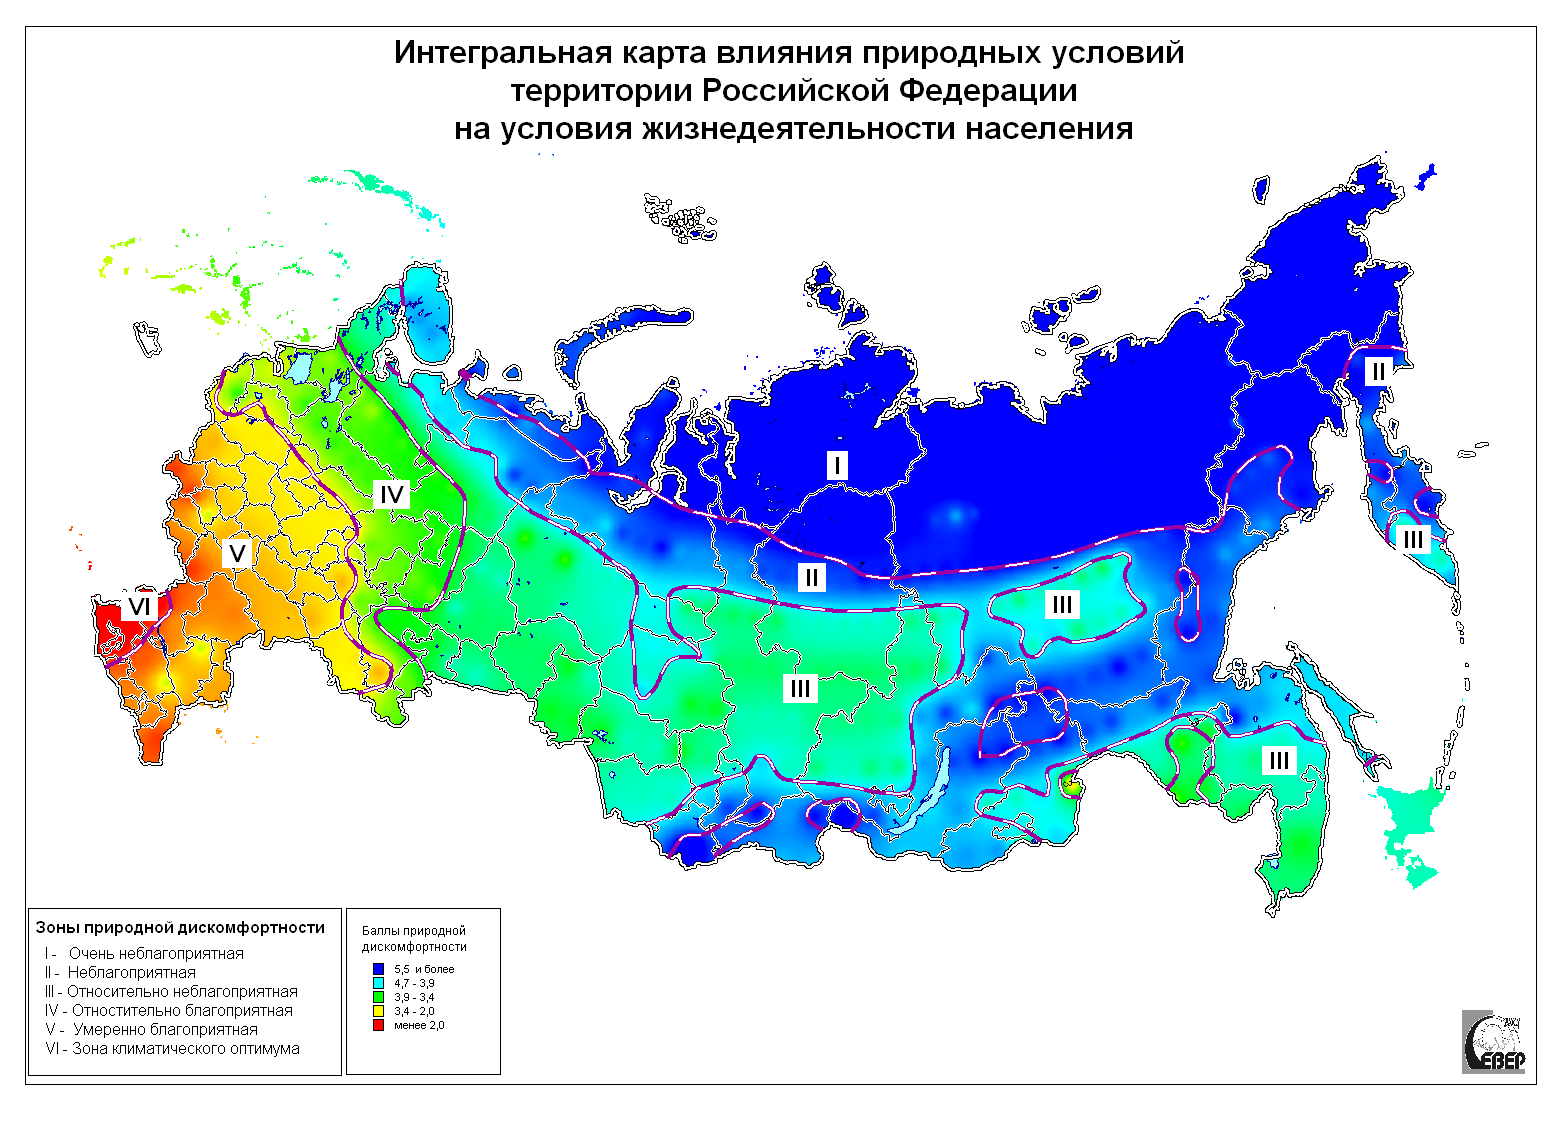 Интегральная карта влияния природных условий
территории Российской Федерации
на условия жизнедеятельности населения
II
I
IV
V
III
II
VI
III
III
III
Зоны природной дискомфортности
I - Очень неблагоприятная
II - Неблагоприятная
III - Относительно неблагоприятная
IV - Отностительно благоприятная
V - Умеренно благоприятная
VI - Зона климатического оптимума
Баллы природной
дискомфортности
5,5 и более
4,7 - 3,9
3,9 - 3,4
3,4 - 2,0
менее 2,0
СЕВЕР